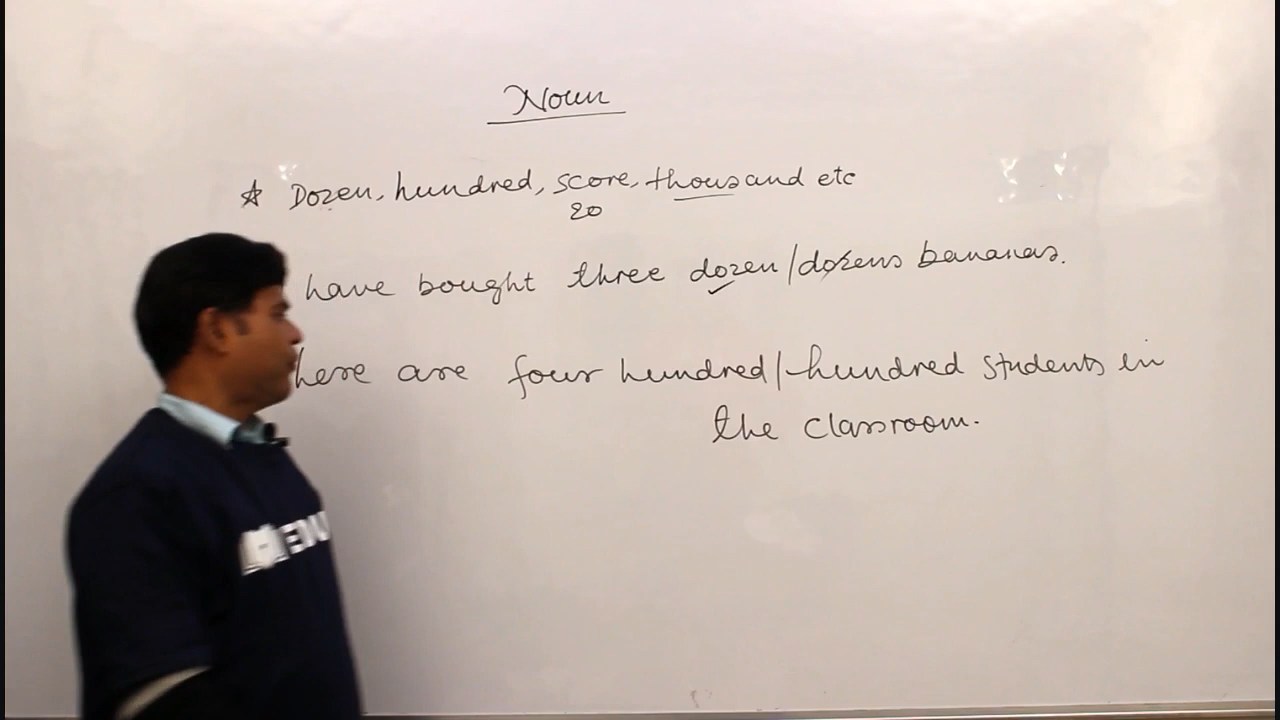 Noun
☆ Dozen, hundred, score, thousand etc
20
have bought three dozen/dozens bananas.
here are four hundred/hundred students in
the classroom.